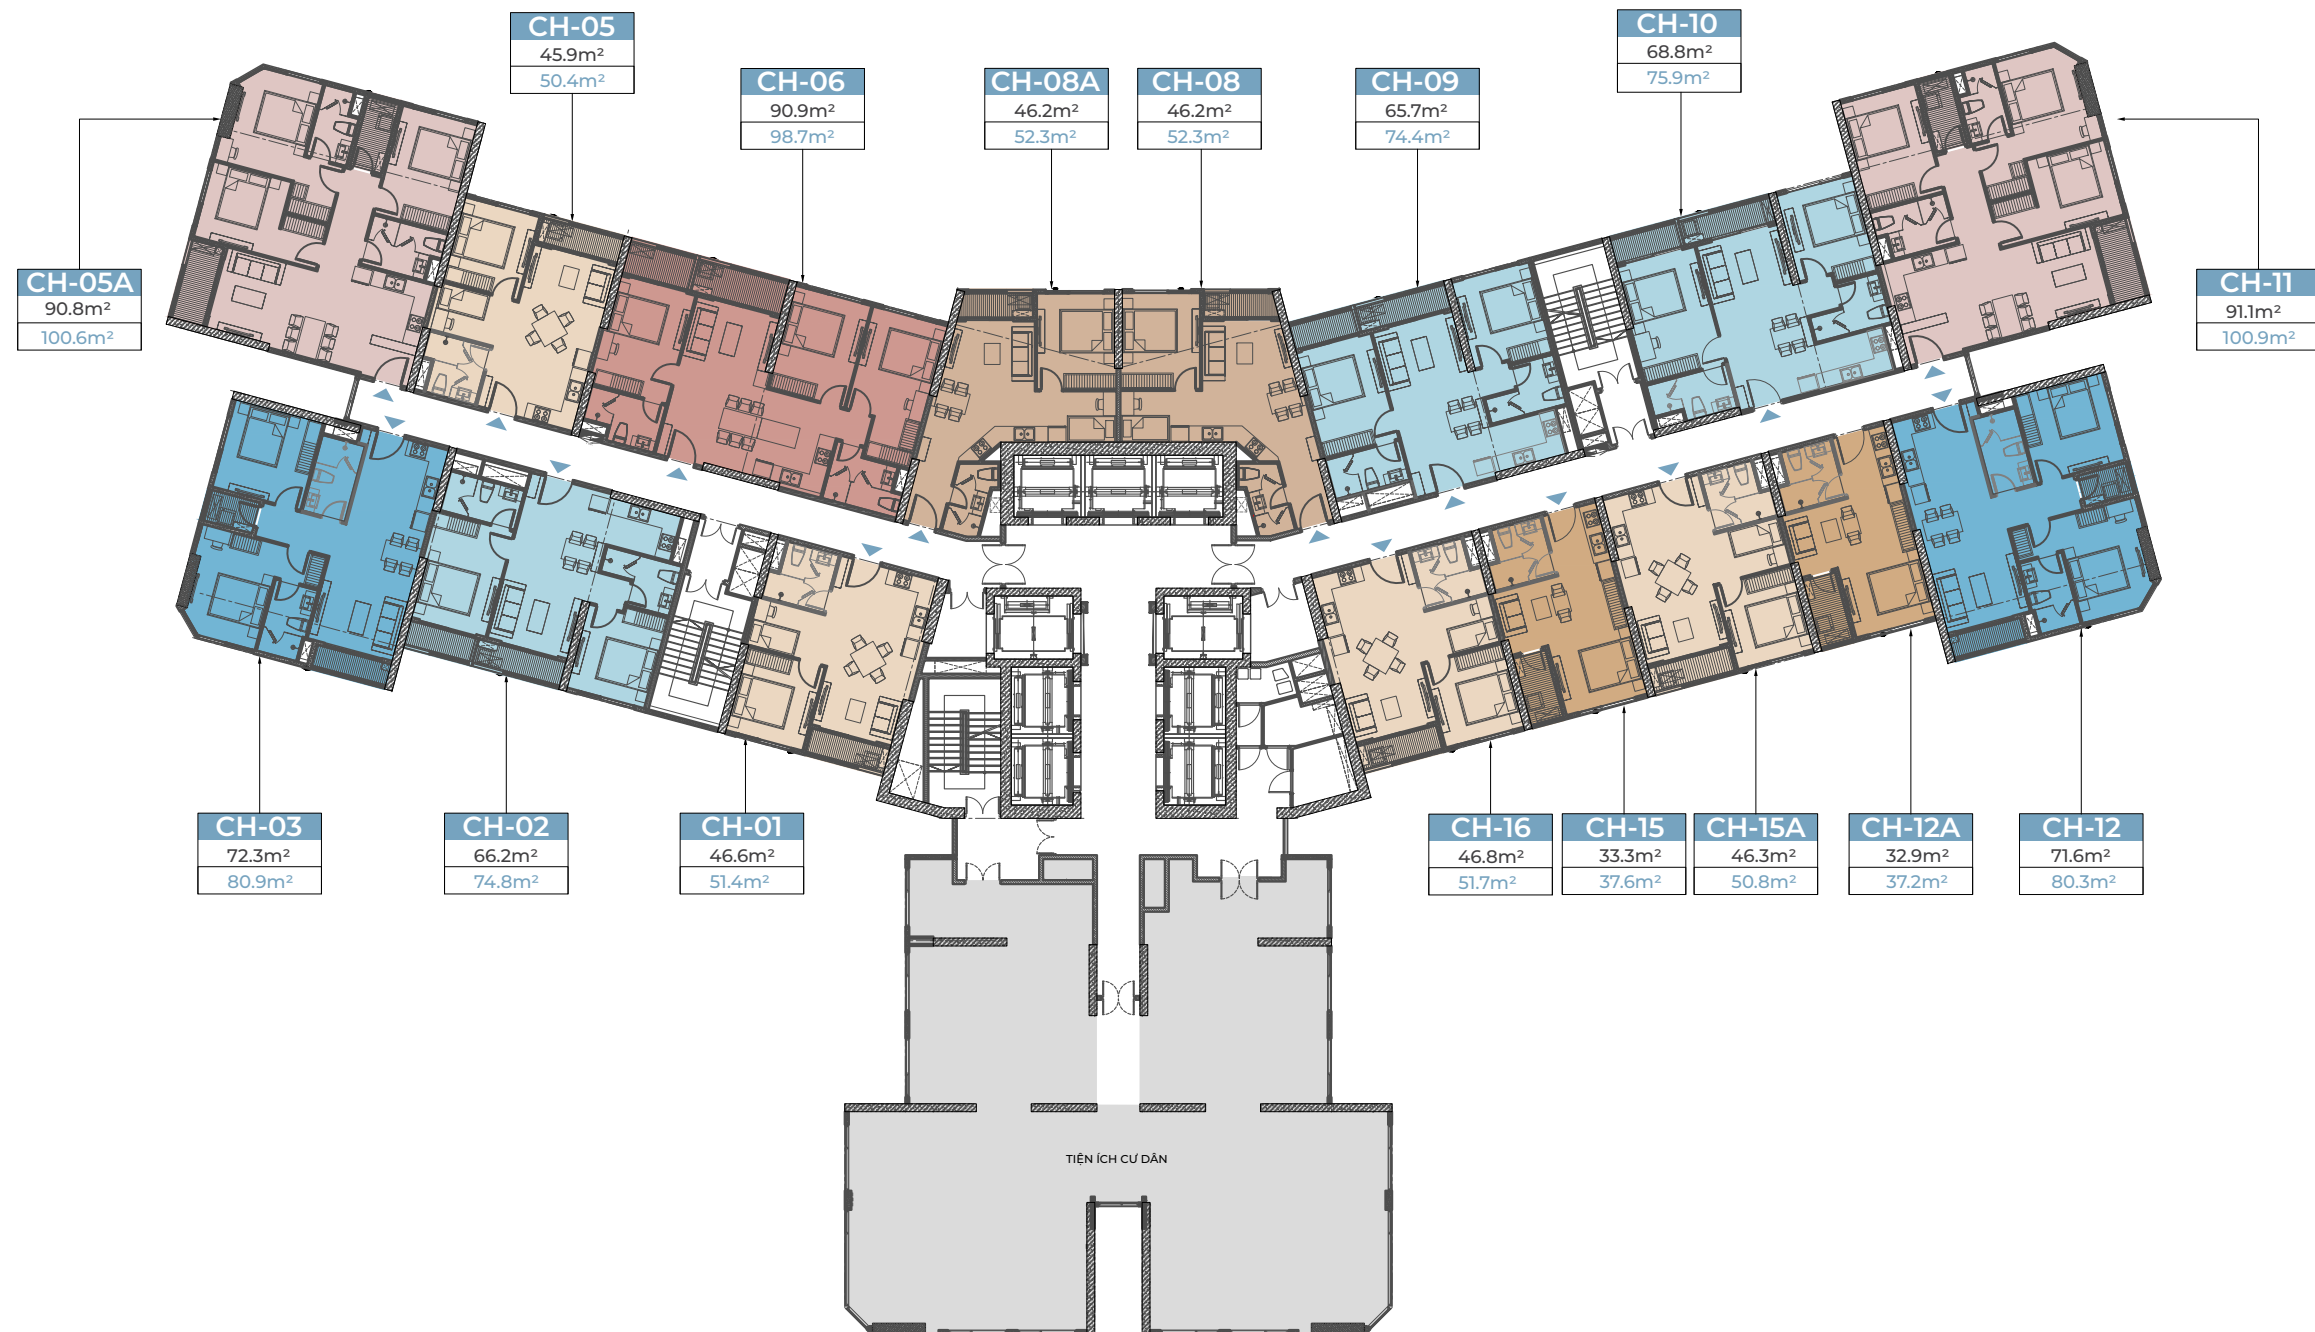 CH-05
45.9m²
50.4m²
CH-10
68.8m²
75.9m²
CH-06
90.9m²
98.7m²
CH-08A
46.2m²
52.3m²
CH-08
46.2m²
52.3m²
CH-09
65.7m²
74.4m²
CH-05A
90.8m²
100.6m²
CH-11
91.1m²
100.9m²
CH-03
72.3m²
80.9m²
CH-02
66.2m²
74.8m²
CH-01
46.6m²
51.4m²
CH-16
46.8m²
51.7m²
CH-15
33.3m²
37.6m²
CH-15A
46.3m²
50.8m²
CH-12A
32.9m²
37.2m²
CH-12
71.6m²
80.3m²
TIỆN ÍCH CƯ DÂN